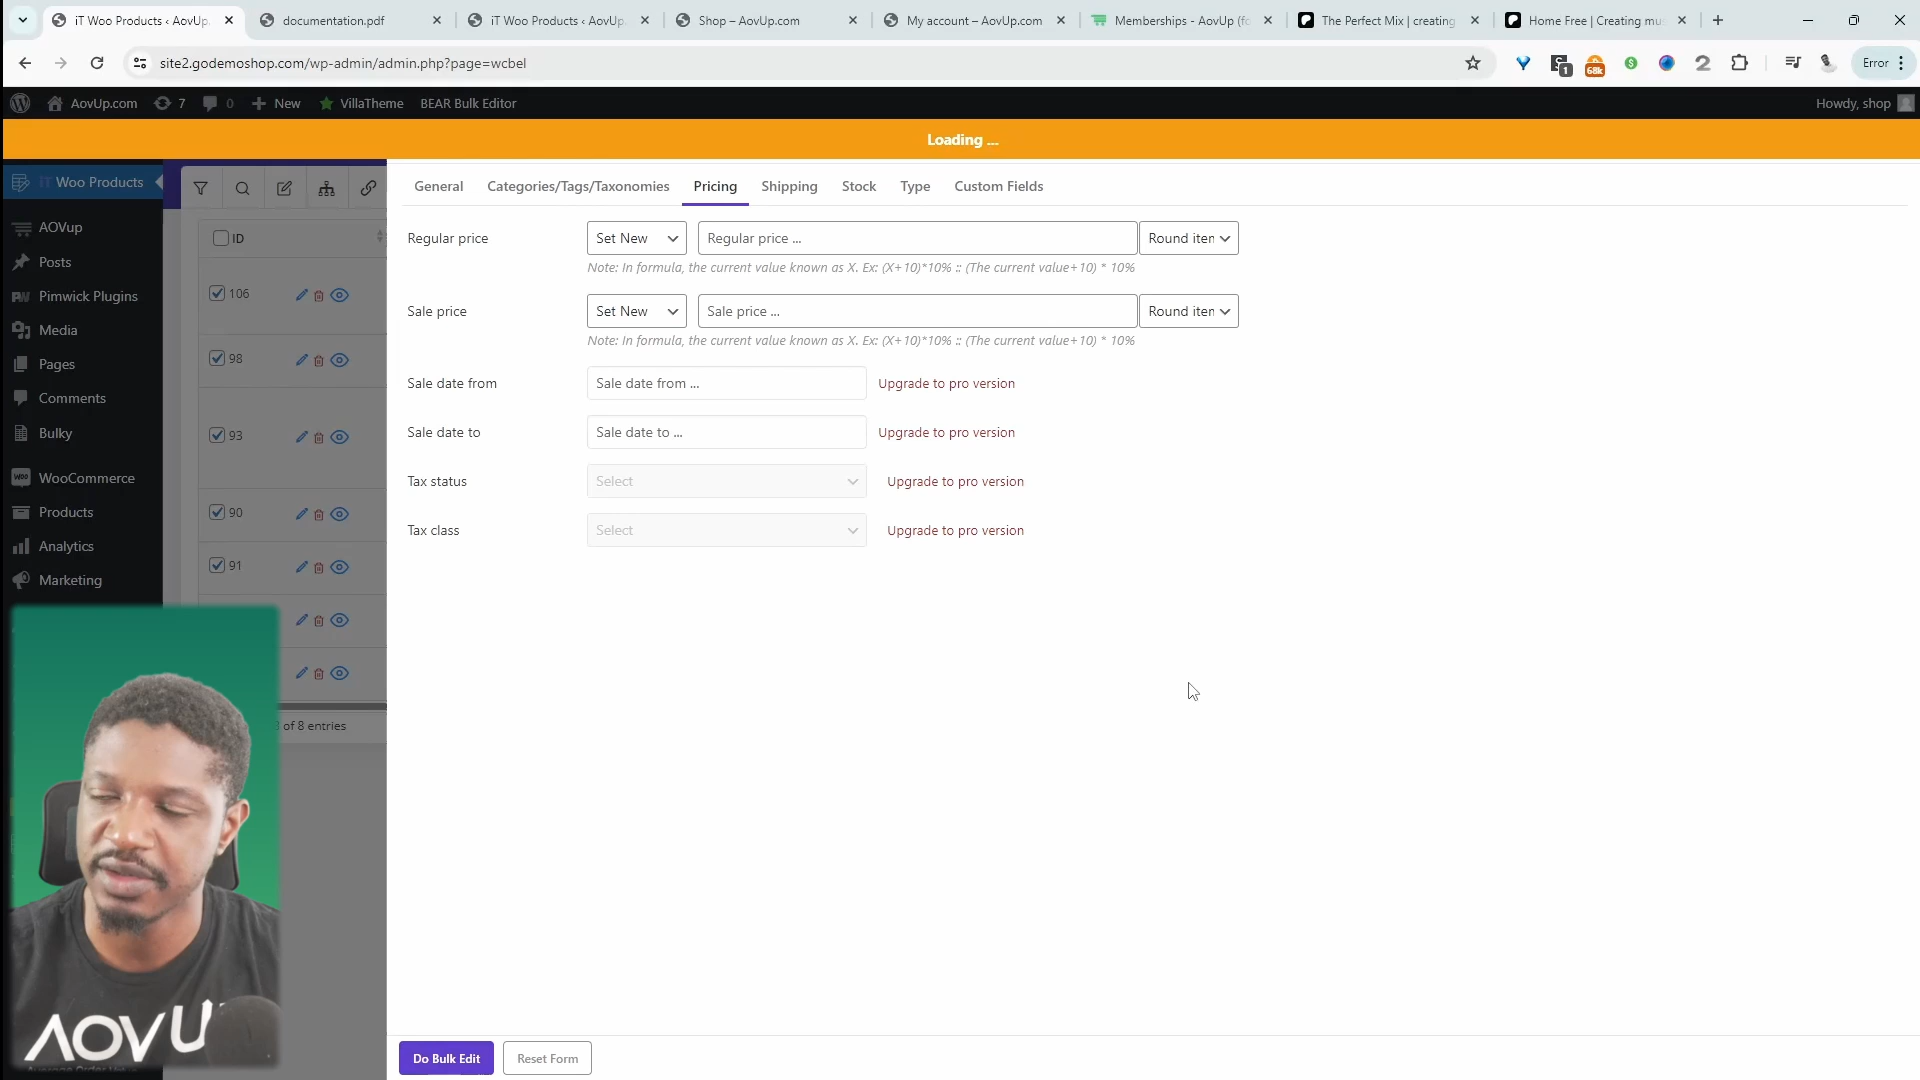 iT Woo Products ‹ AovUp.
documentation.pdf
iT Woo Products ‹ AovUp.
Shop – AovUp.com
My account – AovUp.com
Memberships - AovUp (fo
The Perfect Mix | creating
Home Free | Creating mu
site2.godemoshop.com/wp-admin/admin.php?page=wcbel
1
68k
Error
AovUp.com
7
0
New
VillaTheme
BEAR Bulk Editor
Howdy, shop
Loading ...
iT Woo Products
AOVup
Posts
Pimwick Plugins
Media
Pages
Comments
Bulky
WooCommerce
Products
Analytics
Marketing
ID
106
98
93
90
91
of 8 entries
General
Categories/Tags/Taxonomies
Pricing
Shipping
Stock
Type
Custom Fields
Regular price
Set New
Regular price ...
Round iten
Note: In formula, the current value known as X. Ex: (X+10)*10% :: (The current value+10) * 10%
Sale price
Set New
Sale price ...
Round iten
Note: In formula, the current value known as X. Ex: (X+10)*10% :: (The current value+10) * 10%
Sale date from
Sale date from ...
Upgrade to pro version
Sale date to
Sale date to ...
Upgrade to pro version
Tax status
Select
Upgrade to pro version
Tax class
Select
Upgrade to pro version
Do Bulk Edit
Reset Form
AOVU